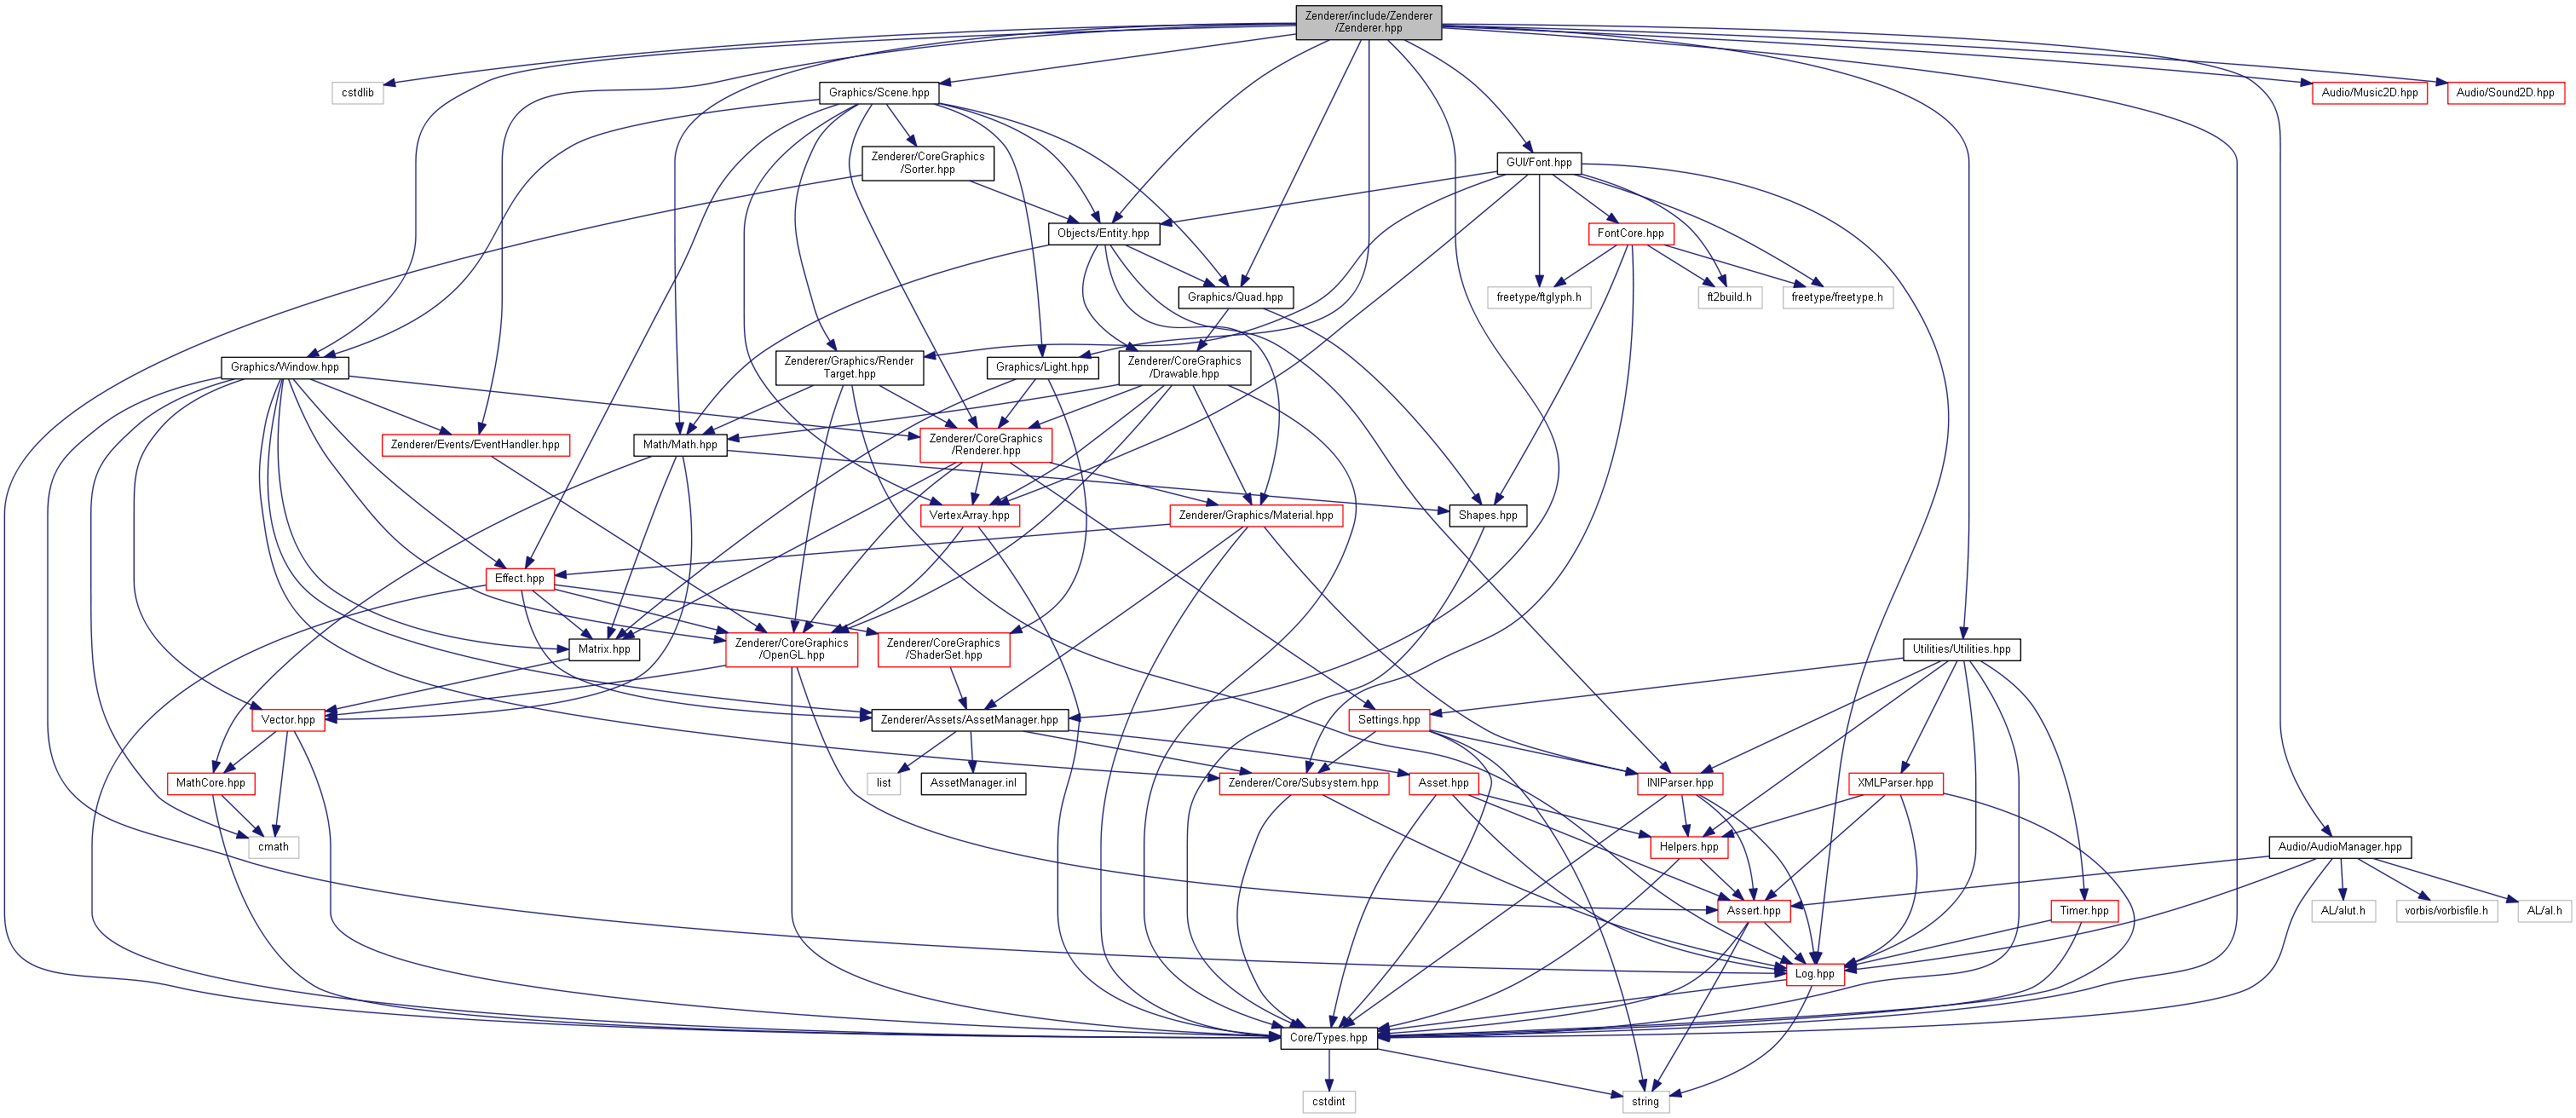 Zenderer/include/Zenderer
/Zenderer.hpp
cstdlib
Graphics/Scene.hpp
Audio/Music2D.hpp
Audio/Sound2D.hpp
Zenderer/CoreGraphics
/Sorter.hpp
GUI/Font.hpp
Objects/Entity.hpp
FontCore.hpp
Graphics/Quad.hpp
freetype/ftglyph.h
ft2build.h
freetype/freetype.h
Graphics/Window.hpp
Zenderer/Graphics/Render
Target.hpp
Graphics/Light.hpp
Zenderer/CoreGraphics
/Drawable.hpp
Zenderer/Events/EventHandler.hpp
Math/Math.hpp
Zenderer/CoreGraphics
/Renderer.hpp
VertexArray.hpp
Zenderer/Graphics/Material.hpp
Shapes.hpp
Effect.hpp
Matrix.hpp
Zenderer/CoreGraphics
/OpenGL.hpp
Zenderer/CoreGraphics
/ShaderSet.hpp
Utilities/Utilities.hpp
Vector.hpp
Zenderer/Assets/AssetManager.hpp
Settings.hpp
MathCore.hpp
list
AssetManager.inl
Zenderer/Core/Subsystem.hpp
Asset.hpp
INIParser.hpp
XMLParser.hpp
cmath
Helpers.hpp
Audio/AudioManager.hpp
Assert.hpp
Timer.hpp
AL/alut.h
vorbis/vorbisfile.h
AL/al.h
Log.hpp
Core/Types.hpp
cstdint
string